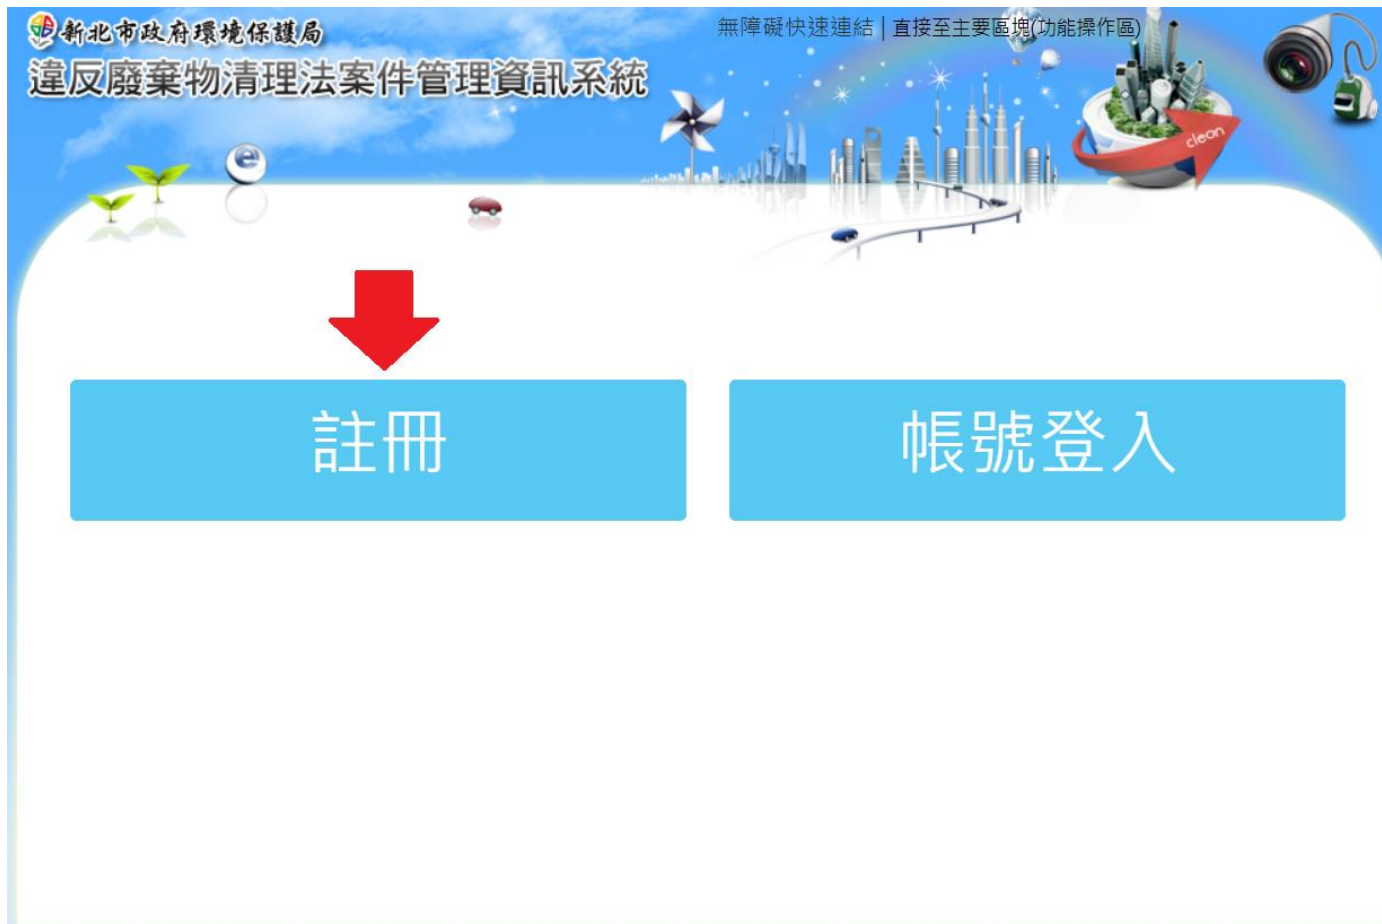 新北市政府環境保護局
違反廢棄物清理法案件管理資訊系統
無障礙快速連結 | 直接至主要區塊(功能操作區)
e
clean
註冊
帳號登入